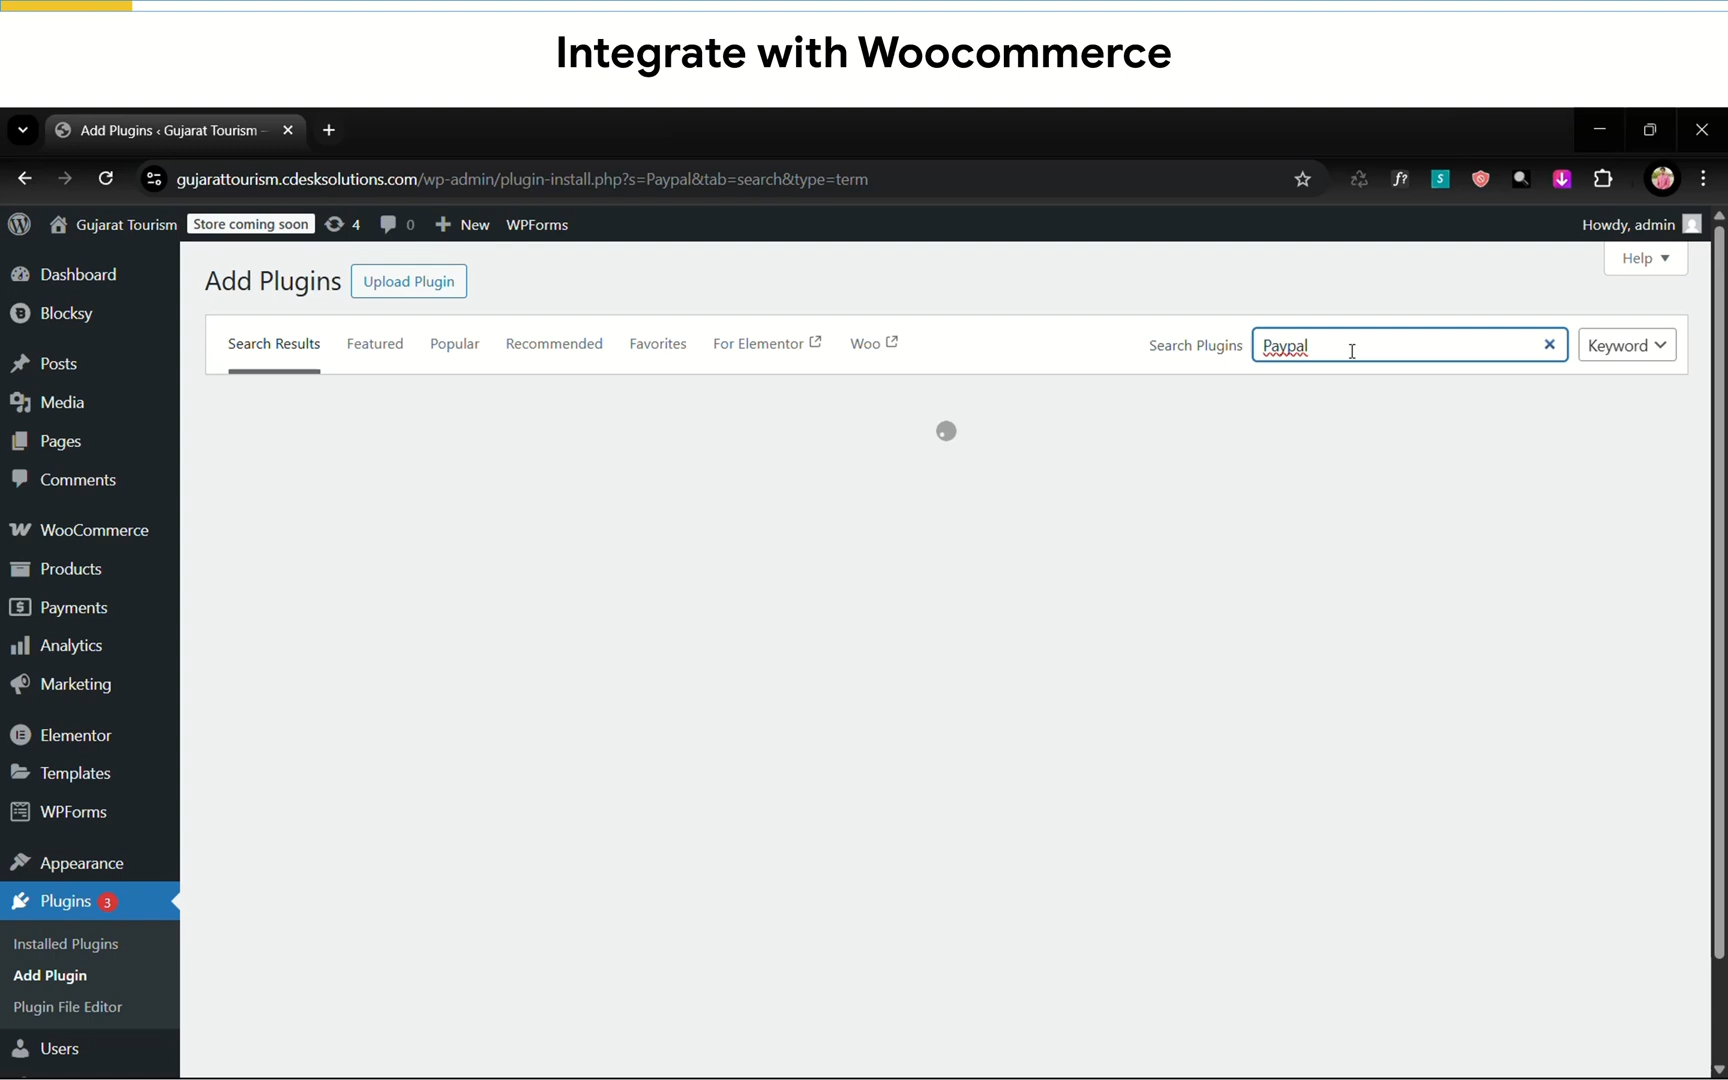 Integrate with Woocommerce
Add Plugins ‹ Gujarat Tourism –
gujarattourism.cdesksolutions.com/wp-admin/plugin-install.php?s=Paypal&tab=search&type=term
f?
S
Gujarat Tourism
Store coming soon
4
0
New
WPForms
Howdy, admin
Dashboard
Blocksy
Posts
Media
Pages
Comments
WooCommerce
Products
Payments
Analytics
Marketing
Elementor
Templates
WPForms
Appearance
Plugins 3
Installed Plugins
Add Plugin
Plugin File Editor
Users
Help
Add Plugins
Upload Plugin
Search Results
Featured
Popular
Recommended
Favorites
For Elementor
Woo
Search Plugins
Paypal
Keyword